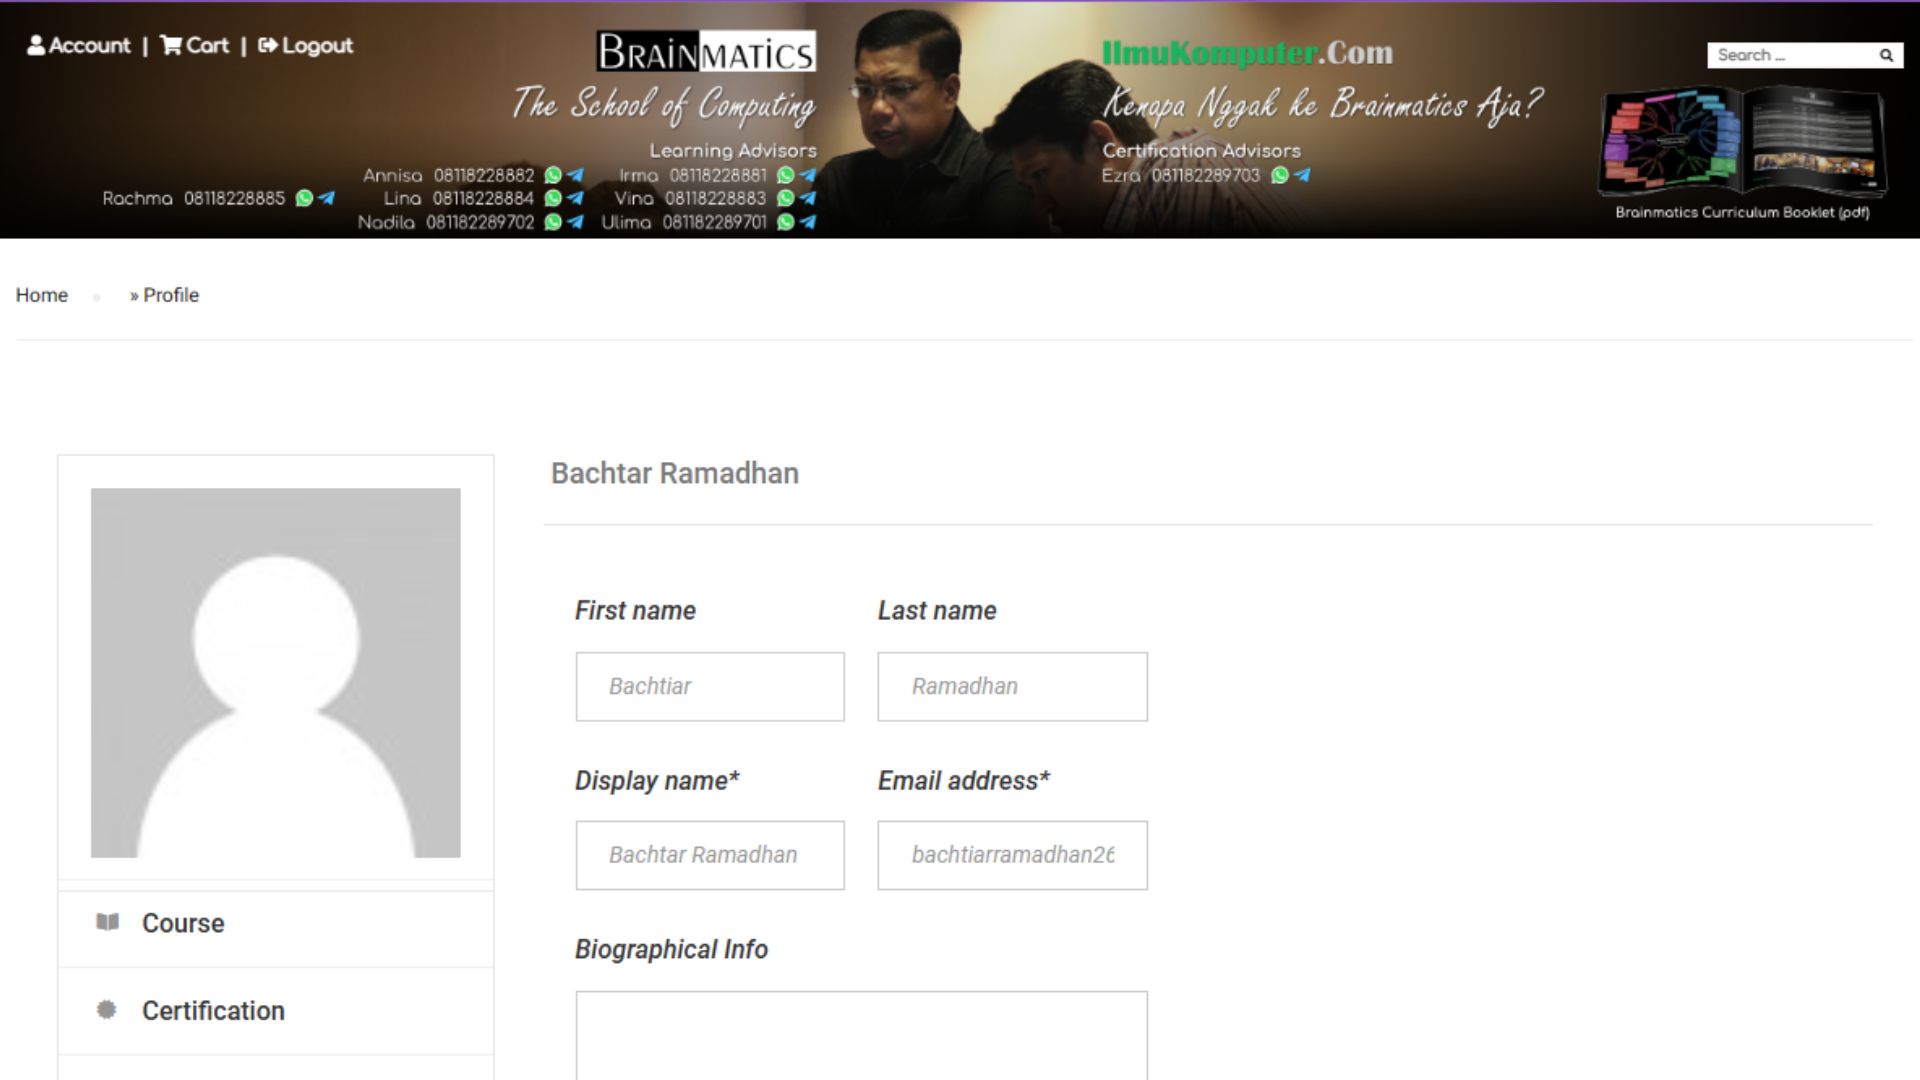 Account | Cart | Logout
BRAINMATICS
The School of Computing
Learning Advisors
Annisa 08118228882 Irma 08118228881
Rachma 08118228885 Lina 08118228884 Vina 08118228883
Nadila 081182289702 Ulima 081182289701
IlmuKomputer.Com
Kenapa Nggak ke Brainmatics Aja?
Certification Advisors
Ezra 081182289703
Search ...
Brainmatics Curriculum Booklet (pdf)
Home » Profile
Bachtar Ramadhan
First name Last name
Bachtiar Ramadhan
Display name* Email address*
Bachtar Ramadhan bachtiarramadhan26
Biographical Info
Course
Certification